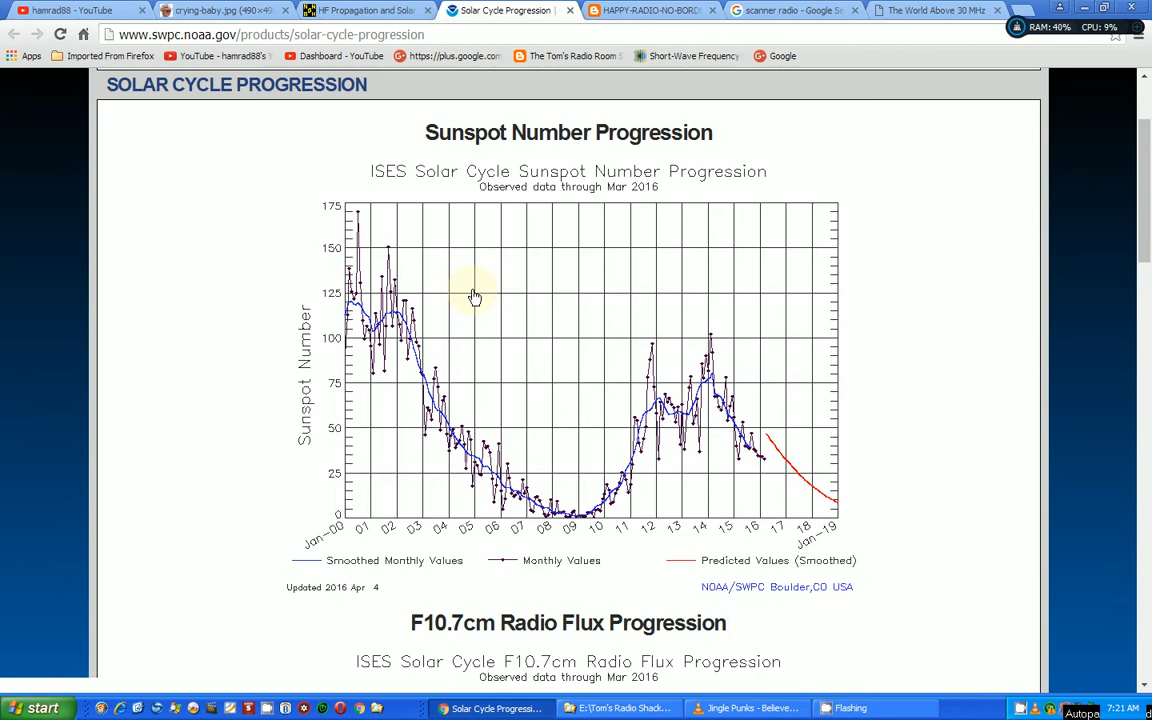 hamrad88 - YouTube
crying-baby.jpg (490×49
HF Propagation and Sola
Solar Cycle Progression |
HAPPY-RADIO-NO-BORD
scanner radio - Google Se
The World Above 30 MHz
RAM: 40% CPU: 9%
www.swpc.noaa.gov/products/solar-cycle-progression
Apps
Imported From Firefox
YouTube - hamrad88's Y
Dashboard - YouTube
https://plus.google.com
The Tom's Radio Room S
Short-Wave Frequency
Google
SOLAR CYCLE PROGRESSION
Sunspot Number Progression
ISES Solar Cycle Sunspot Number Progression
Observed data through Mar 2016
175
150
125
100
75
50
25
0
Sunspot Number
Jan-00 01 02 03 04 05 06 07 08 09 10 11 12 13 14 15 16 17 18 Jan-19
Smoothed Monthly Values Monthly Values Predicted Values (Smoothed)
Updated 2016 Apr 4 NOAA/SWPC Boulder,CO USA
F10.7cm Radio Flux Progression
ISES Solar Cycle F10.7cm Radio Flux Progression
Observed data through Mar 2016
start
Solar Cycle Progressi...
E:\Tom's Radio Shack...
Jingle Punks - Believe...
Flashing
7:21 AM
Autopa